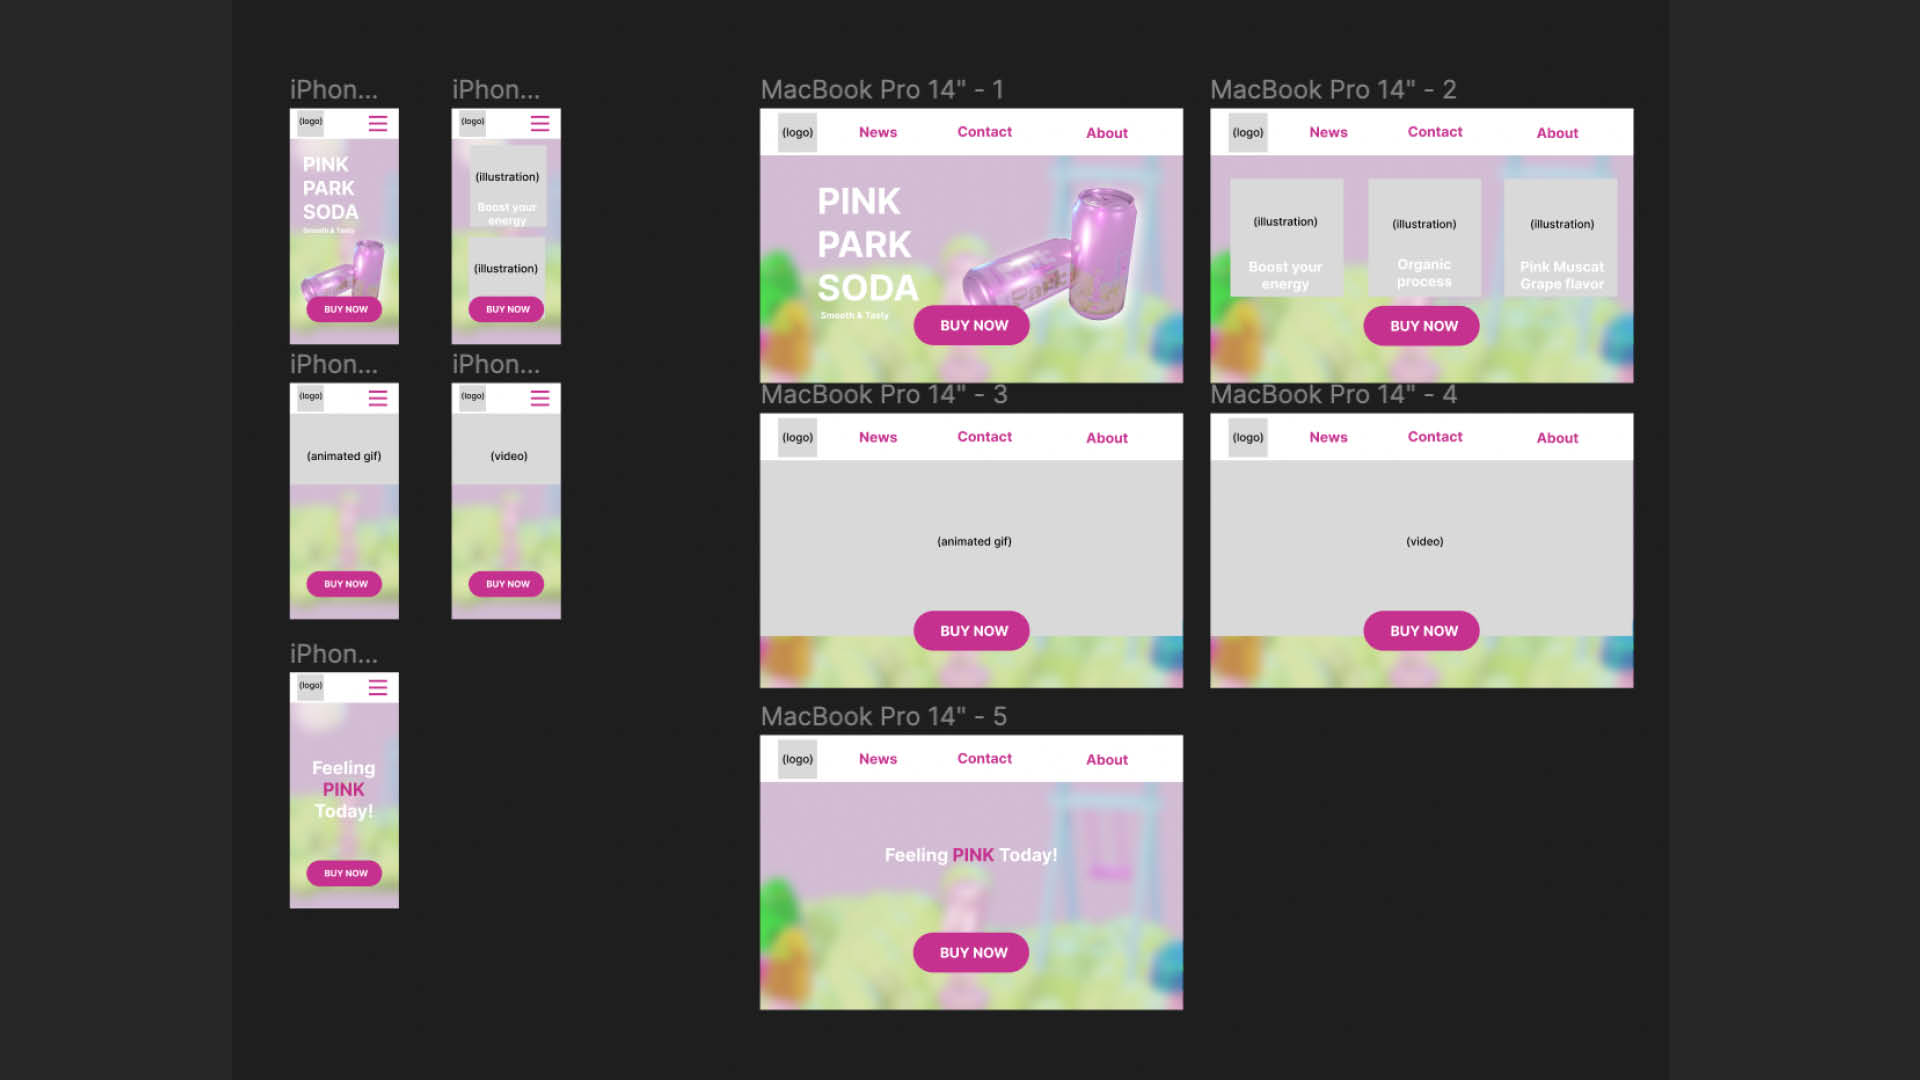 iPhon...
(logo)
PINK
PARK
SODA
Smooth & Tasty
BUY NOW
iPhon...
(logo)
(illustration)
Boost your
energy
(illustration)
BUY NOW
iPhon...
(logo)
(animated gif)
BUY NOW
iPhon...
(logo)
(video)
BUY NOW
iPhon...
(logo)
Feeling
PINK
Today!
BUY NOW
MacBook Pro 14" - 1
(logo) News Contact About
PINK
PARK
SODA
Smooth & Tasty
BUY NOW
MacBook Pro 14" - 2
(logo) News Contact About
(illustration)
Boost your
energy
(illustration)
Organic
process
(illustration)
Pink Muscat
Grape flavor
BUY NOW
MacBook Pro 14" - 3
(logo) News Contact About
(animated gif)
BUY NOW
MacBook Pro 14" - 4
(logo) News Contact About
(video)
BUY NOW
MacBook Pro 14" - 5
(logo) News Contact About
Feeling PINK Today!
BUY NOW